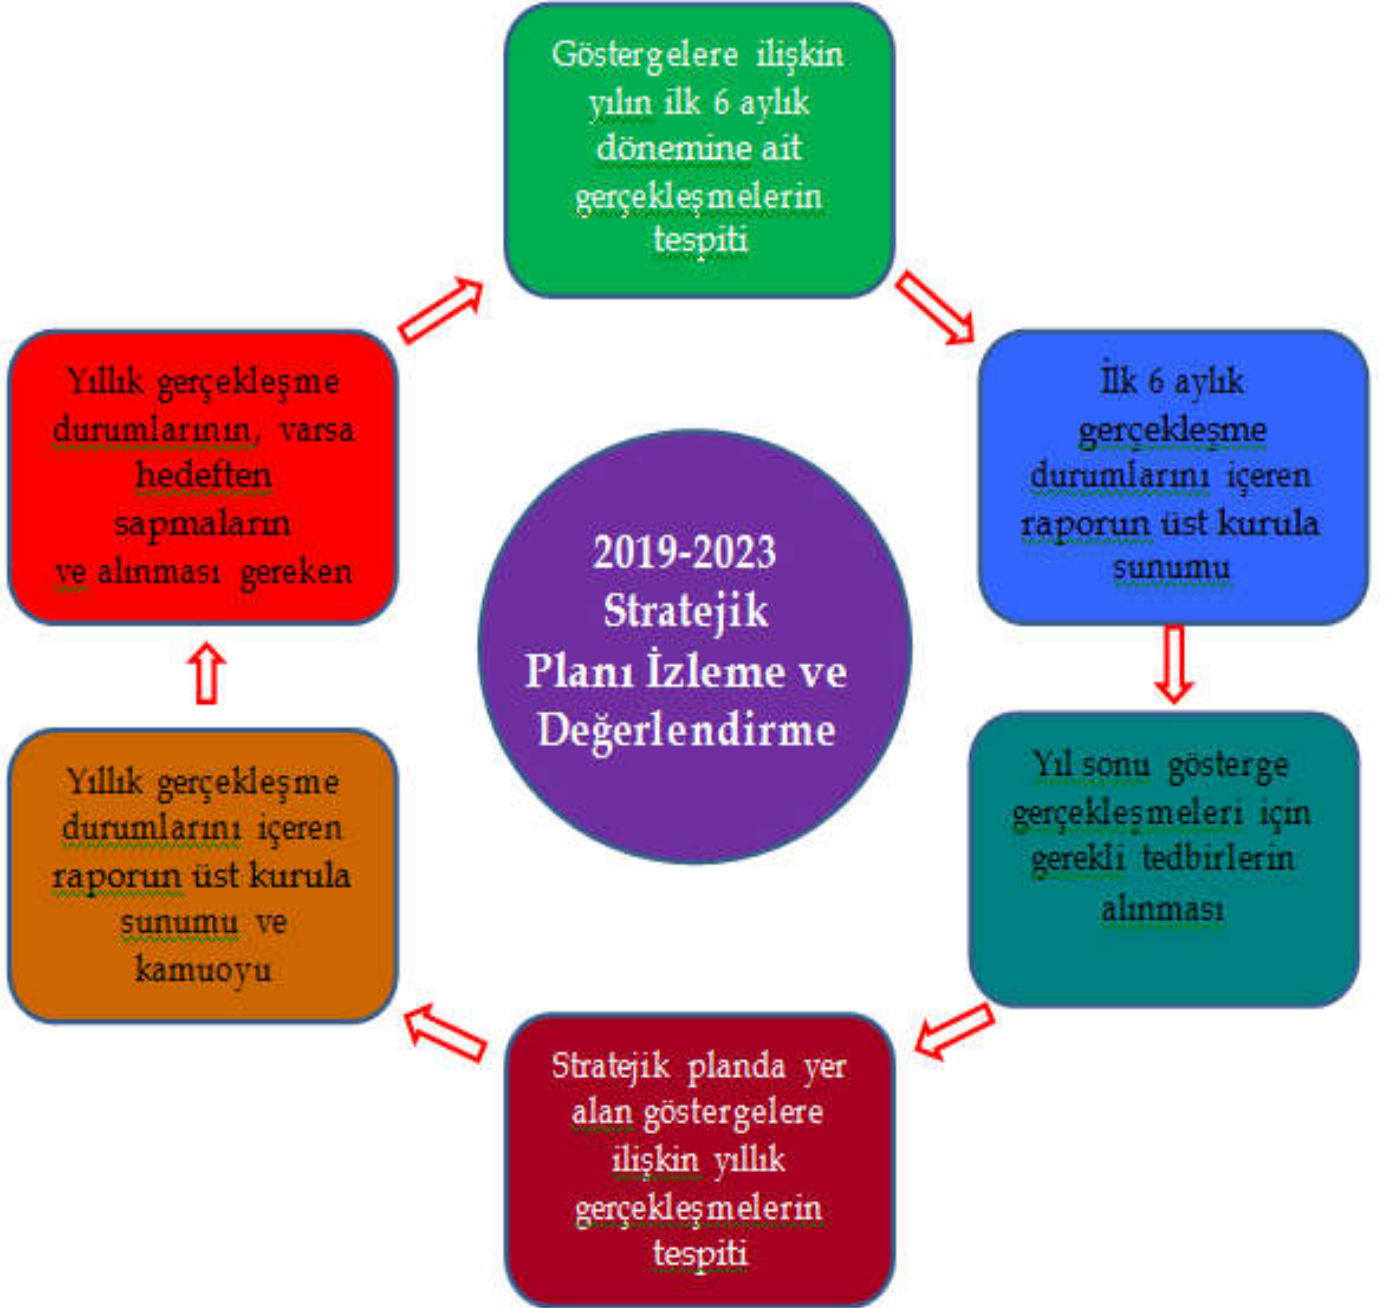 Göstergelere ilişkin
yılın ilk 6 aylık
dönemine ait
gerçekleşmelerin
tespiti
İlk 6 aylık
gerçekleşme
durumlarını içeren
raporun üst kurula
sunumu
Yıl sonu gösterge
gerçekleşmeleri için
gerekli tedbirlerin
alınması
Stratejik planda yer
alan göstergelere
ilişkin yıllık
gerçekleşmelerin
tespiti
Yıllık gerçekleşme
durumlarını içeren
raporun üst kurula
sunumu ve
kamuoyu
Yıllık gerçekleşme
durumlarının, varsa
hedeften
sapmaların
ve alınması gereken
2019-2023
Stratejik
Planı İzleme ve
Değerlendirme